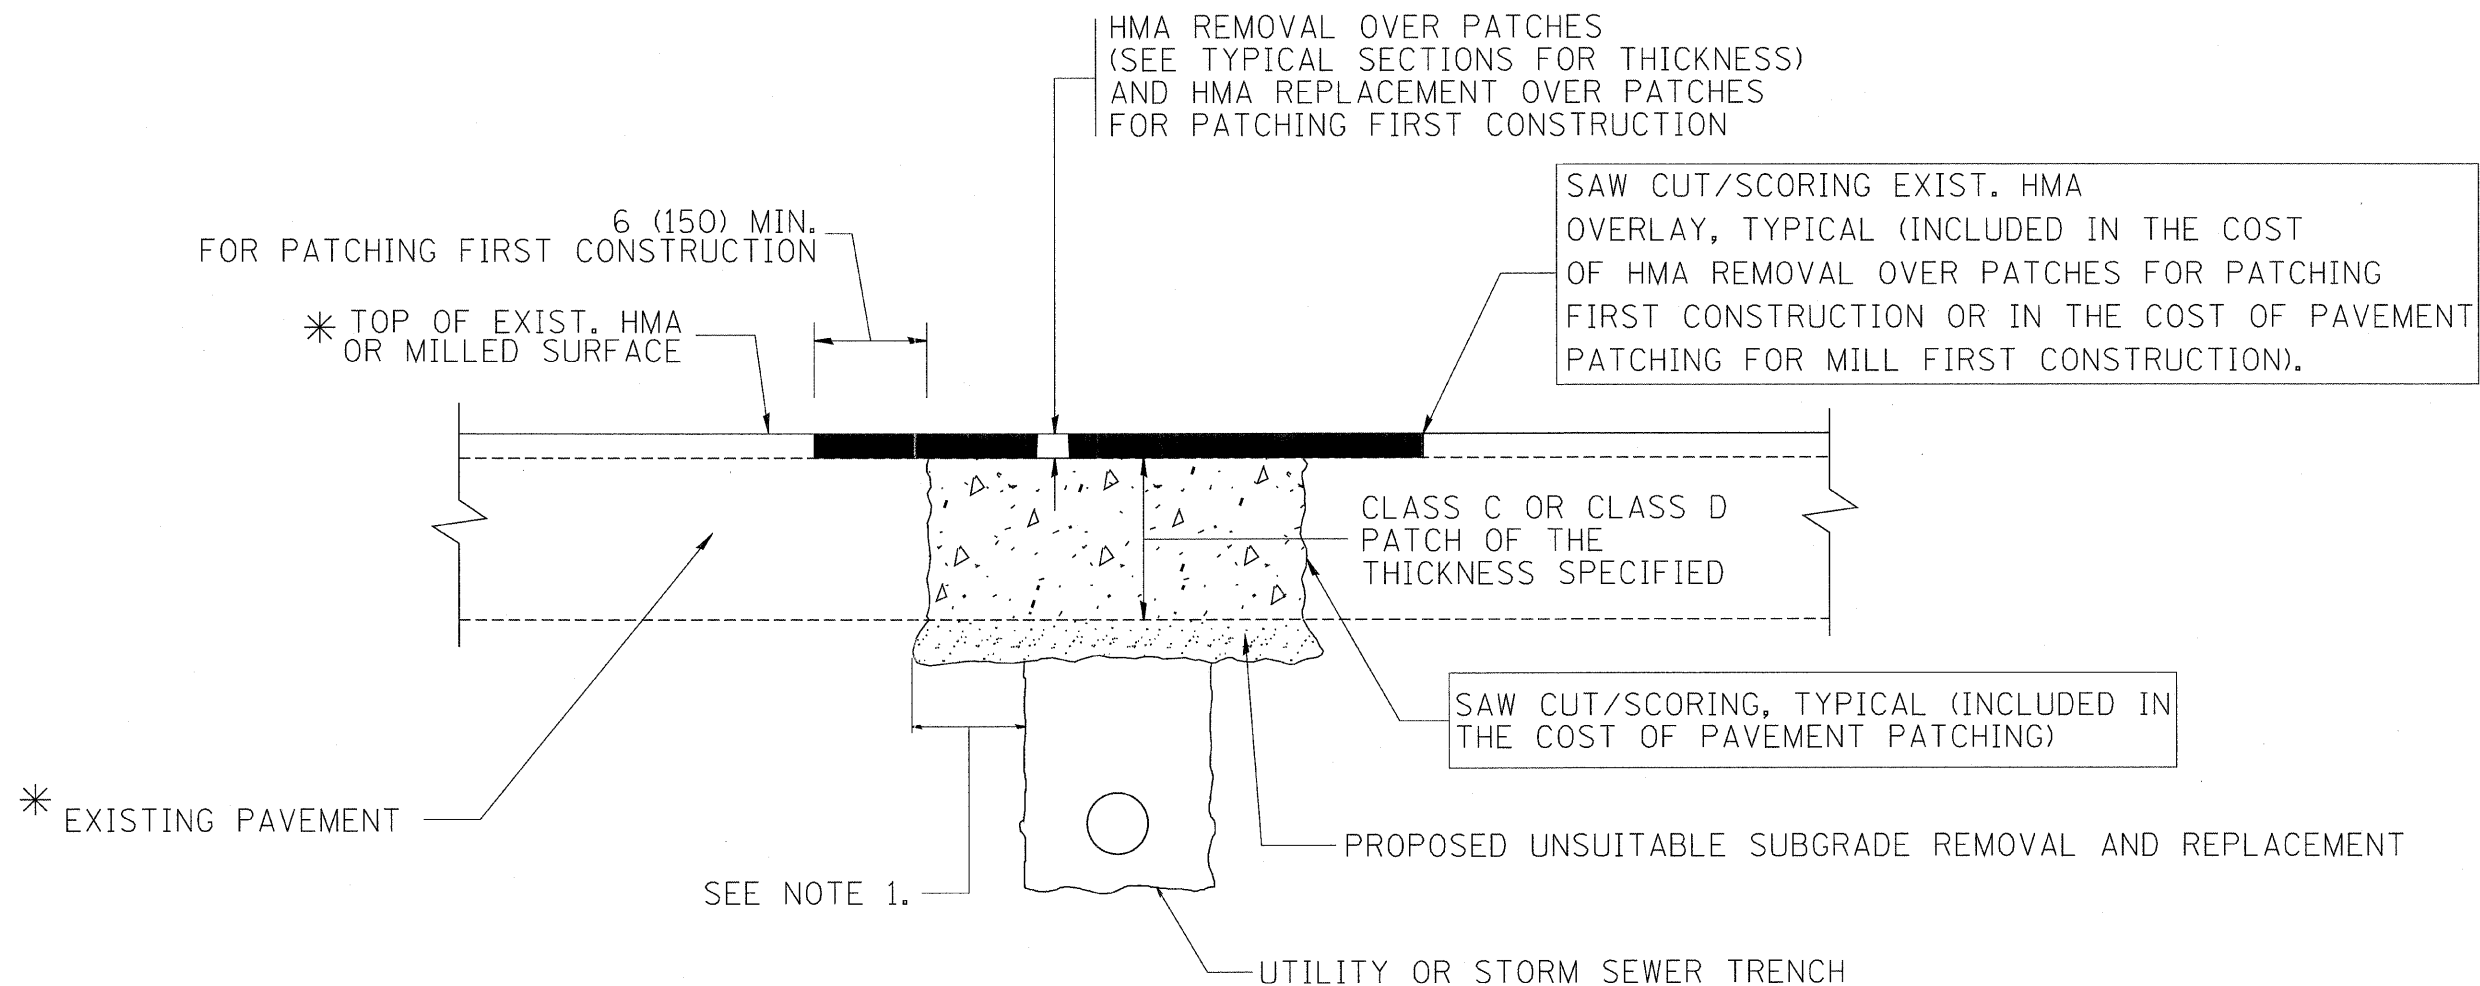 HMA REMOVAL OVER PATCHES
(SEE TYPICAL SECTIONS FOR THICKNESS)
AND HMA REPLACEMENT OVER PATCHES
FOR PATCHING FIRST CONSTRUCTION
SAW CUT/SCORING EXIST. HMA
OVERLAY, TYPICAL (INCLUDED IN THE COST
OF HMA REMOVAL OVER PATCHES FOR PATCHING
FIRST CONSTRUCTION OR IN THE COST OF PAVEMENT
PATCHING FOR MILL FIRST CONSTRUCTION).
6 (150) MIN.
FOR PATCHING FIRST CONSTRUCTION
* TOP OF EXIST. HMA
OR MILLED SURFACE
CLASS C OR CLASS D
PATCH OF THE
THICKNESS SPECIFIED
SAW CUT/SCORING, TYPICAL (INCLUDED IN
THE COST OF PAVEMENT PATCHING)
* EXISTING PAVEMENT
PROPOSED UNSUITABLE SUBGRADE REMOVAL AND REPLACEMENT
SEE NOTE 1.
UTILITY OR STORM SEWER TRENCH